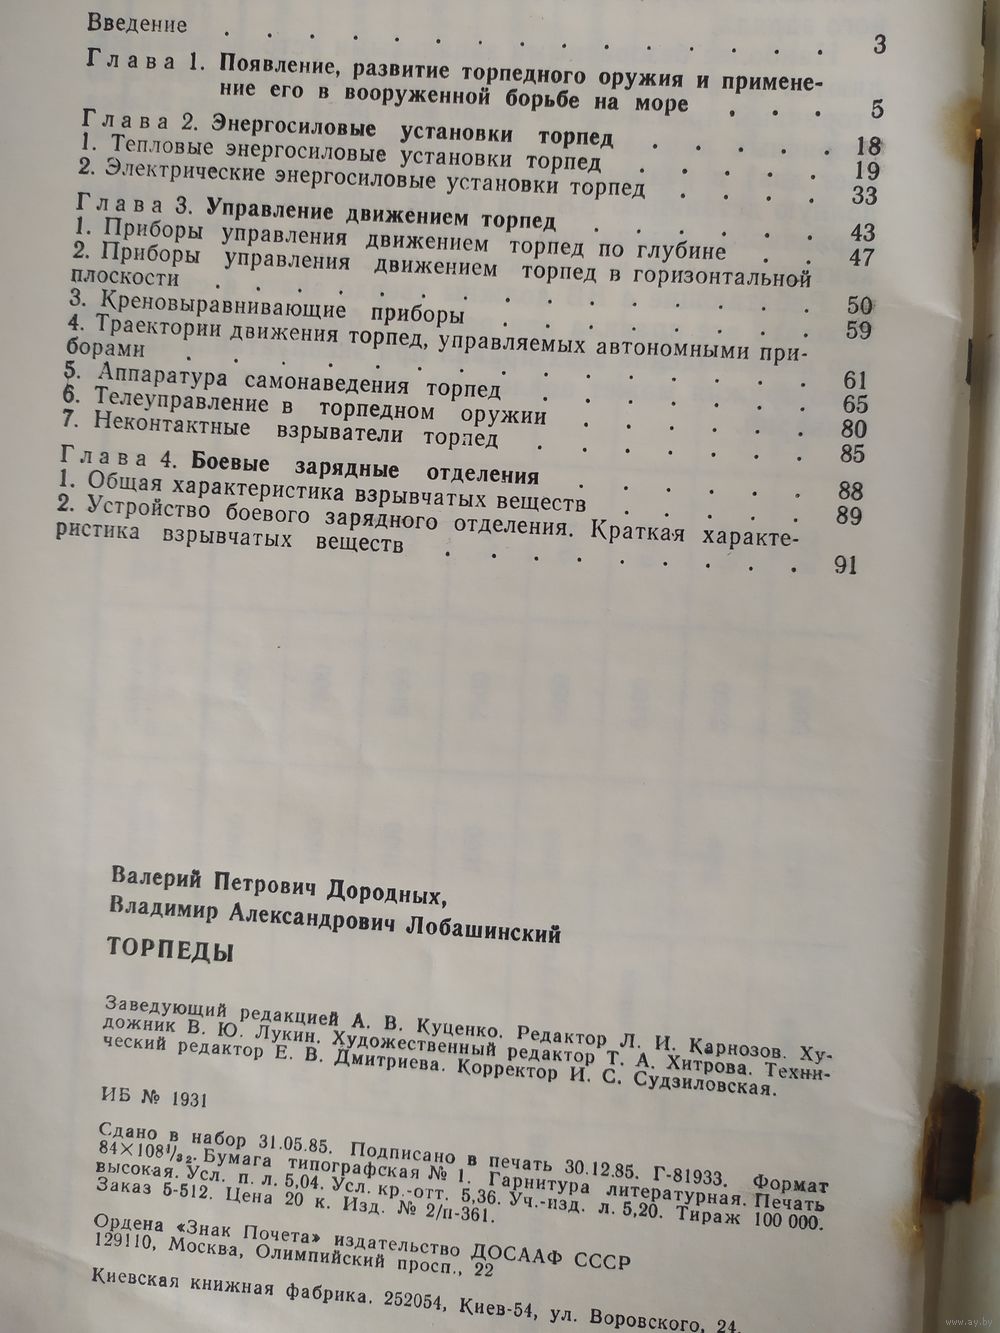 Введение . . . . . . . . . . . . . . . 3
Глава 1. Появление, развитие торпедного оружия и примене-
ние его в вооруженной борьбе на море . . . 5
Глава 2. Энергосиловые установки торпед . . . . . 18
1. Тепловые энергосиловые установки торпед . . . . . 19
2. Электрические энергосиловые установки торпед . . . . 33
Глава 3. Управление движением торпед . . . . . . 43
1. Приборы управления движением торпед по глубине . . 47
2. Приборы управления движением торпед в горизонтальной
плоскости . . . . . . . . . . . . . . . 50
3. Креновыравнивающие приборы . . . . . . . . 59
4. Траектории движения торпед, управляемых автономными при-
борами . . . . . . . . . . . . . . . 61
5. Аппаратура самонаведения торпед . . . . . . . 65
6. Телеуправление в торпедном оружии . . . . . . 80
7. Неконтактные взрыватели торпед . . . . . . . 85
Глава 4. Боевые зарядные отделения . . . . . . 88
1. Общая характеристика взрывчатых веществ . . . . . 89
2. Устройство боевого зарядного отделения. Краткая характе-
ристика взрывчатых веществ . . . . . . . . . 91
Валерий Петрович Дородных,
Владимир Александрович Лобашинский
ТОРПЕДЫ
Заведующий редакцией А. В. Куценко. Редактор Л. И. Карнозов. Ху-
дожник В. Ю. Лукин. Художественный редактор Т. А. Хитрова. Техни-
ческий редактор Е. В. Дмитриева. Корректор И. С. Судзиловская.
ИБ № 1931
Сдано в набор 31.05.85. Подписано в печать 30.12.85. Г-81933. Формат
84×108¹/₃₂. Бумага типографская № 1. Гарнитура литературная. Печать
высокая. Усл. п. л. 5,04. Усл. кр.-отт. 5,36. Уч.-изд. л. 5,20. Тираж 100 000.
Заказ 5-512. Цена 20 к. Изд. № 2/п-361.
Ордена «Знак Почета» издательство ДОСААФ СССР
129110, Москва, Олимпийский просп., 22
Киевская книжная фабрика. 252054, Киев-54, ул. Воровского, 24.
www.ay.by